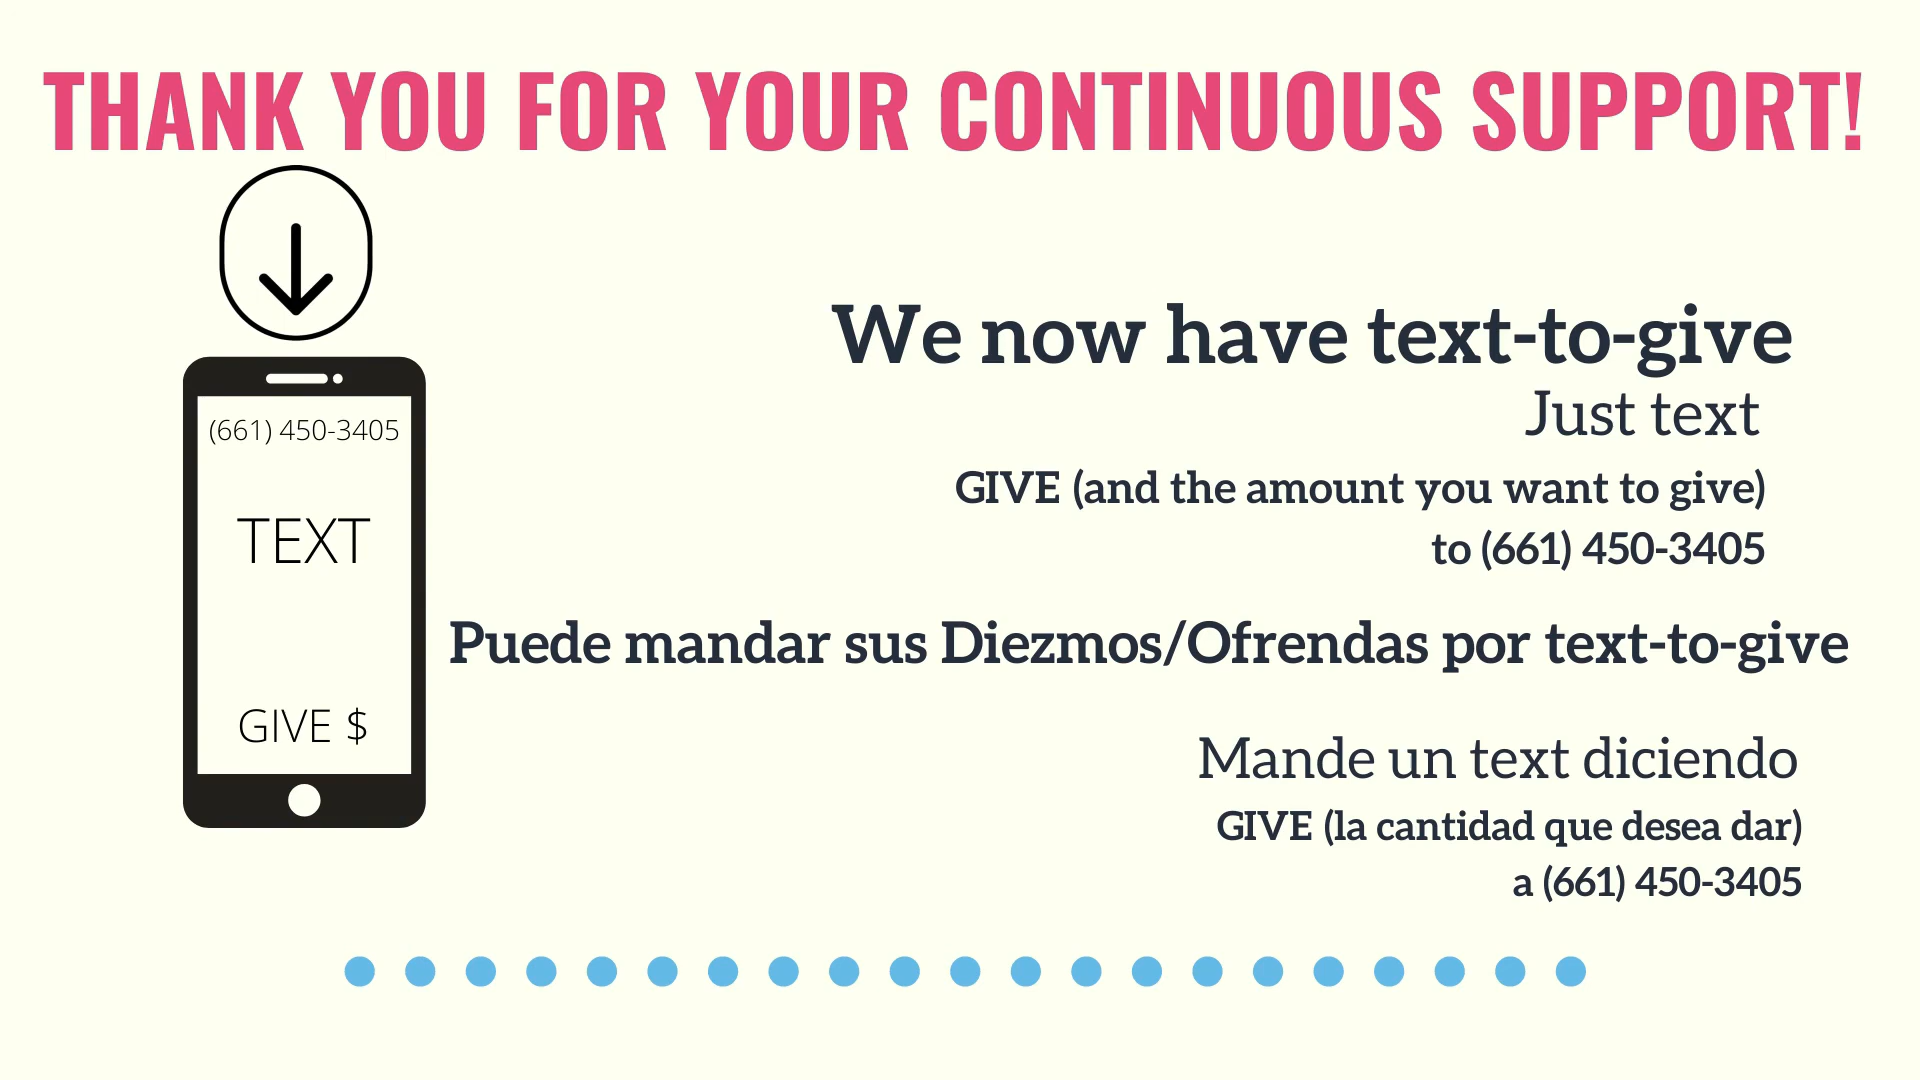 THANK YOU FOR YOUR CONTINUOUS SUPPORT!
(661) 450-3405
TEXT
GIVE $
We now have text-to-give
Just text
GIVE (and the amount you want to give)
to (661) 450-3405
Puede mandar sus Diezmos/Ofrendas por text-to-give
Mande un text diciendo
GIVE (la cantidad que desea dar)
a (661) 450-3405